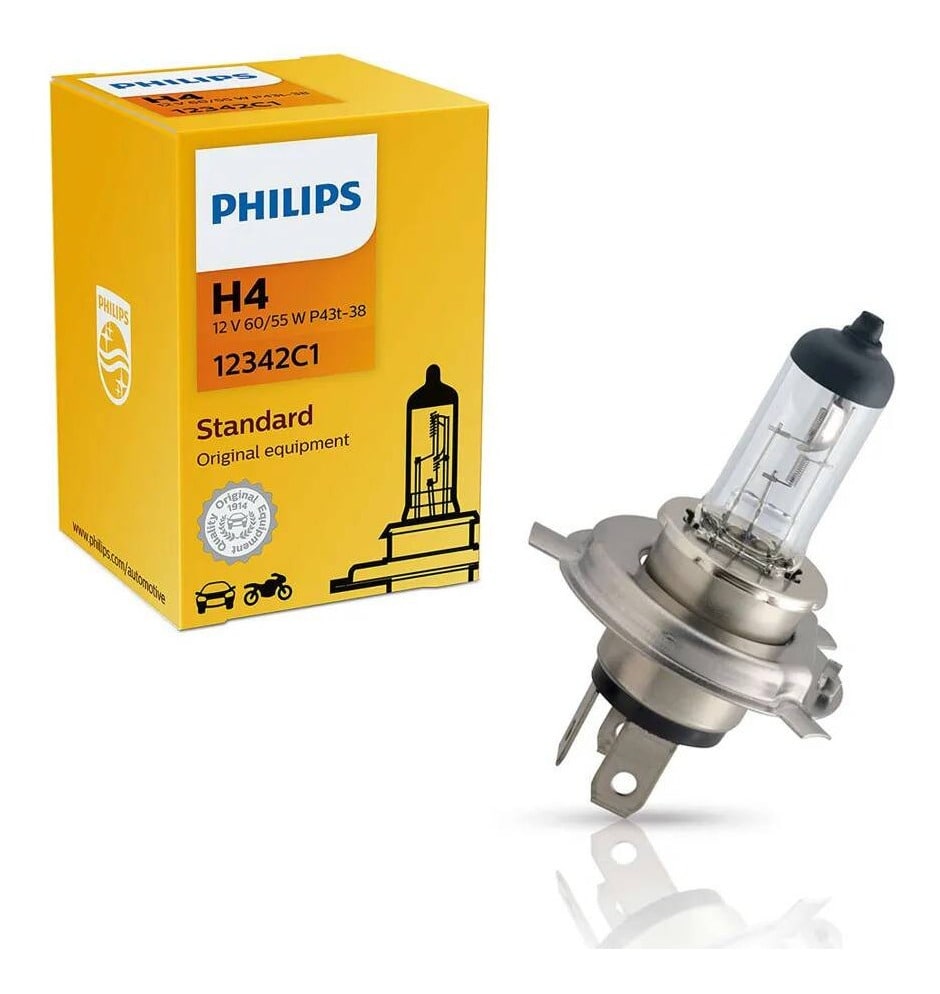 PHILIPS
H4
12 V 60/55 W P43t-38
12342C1
PHILIPS
H4
12 V 60/55 W P43t-38
12342C1
Standard
Original equipment
Quality Original Equipment
1914
PHILIPS
www.philips.com/automotive